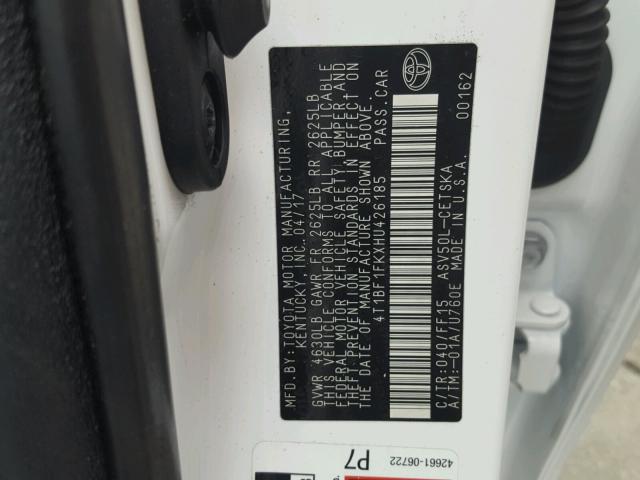 MFD. BY:TOYOTA MOTOR MANUFACTURING,
KENTUCKY, INC. 04/17
GVWR 4630LB GAWR FR 2625LB RR 2625LB
THIS VEHICLE CONFORMS TO ALL APPLICABLE
FEDERAL MOTOR VEHICLE SAFETY, BUMPER AND
THEFT PREVENTION STANDARDS IN EFFECT ON
THE DATE OF MANUFACTURE SHOWN ABOVE.
4T1BF1FKXHU426185 PASS.CAR
00162
C/TR:040/FF15 ASV50L-CETSKA
A/TM:-01A/U760E MADE IN U.S.A.
42661-06722
P7